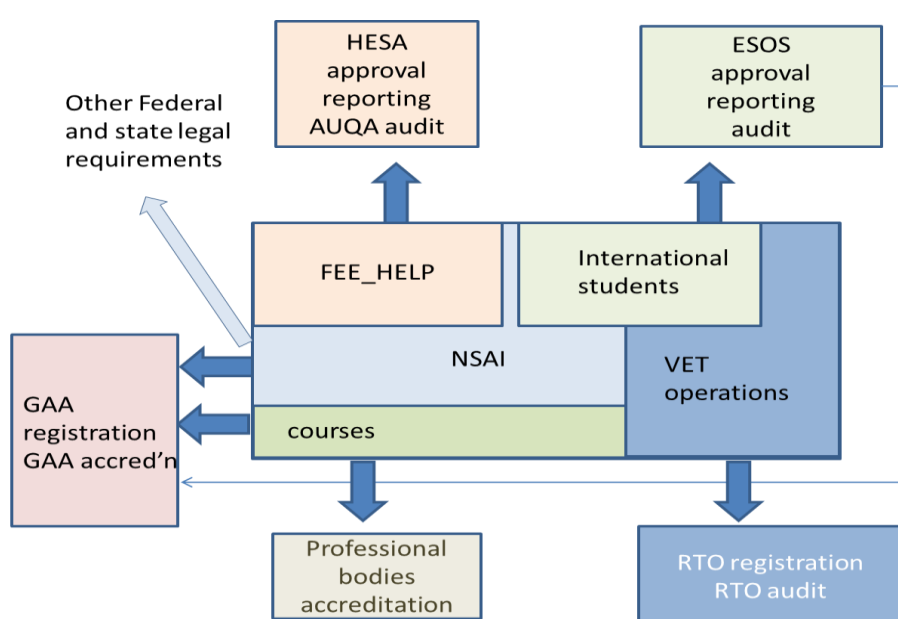 HESA
approval
reporting
AUQA audit
ESOS
approval
reporting
audit
Other Federal
and state legal
requirements
FEE_HELP
International
students
NSAI
VET
operations
courses
GAA
registration
GAA accred’n
Professional
bodies
accreditation
RTO registration
RTO audit